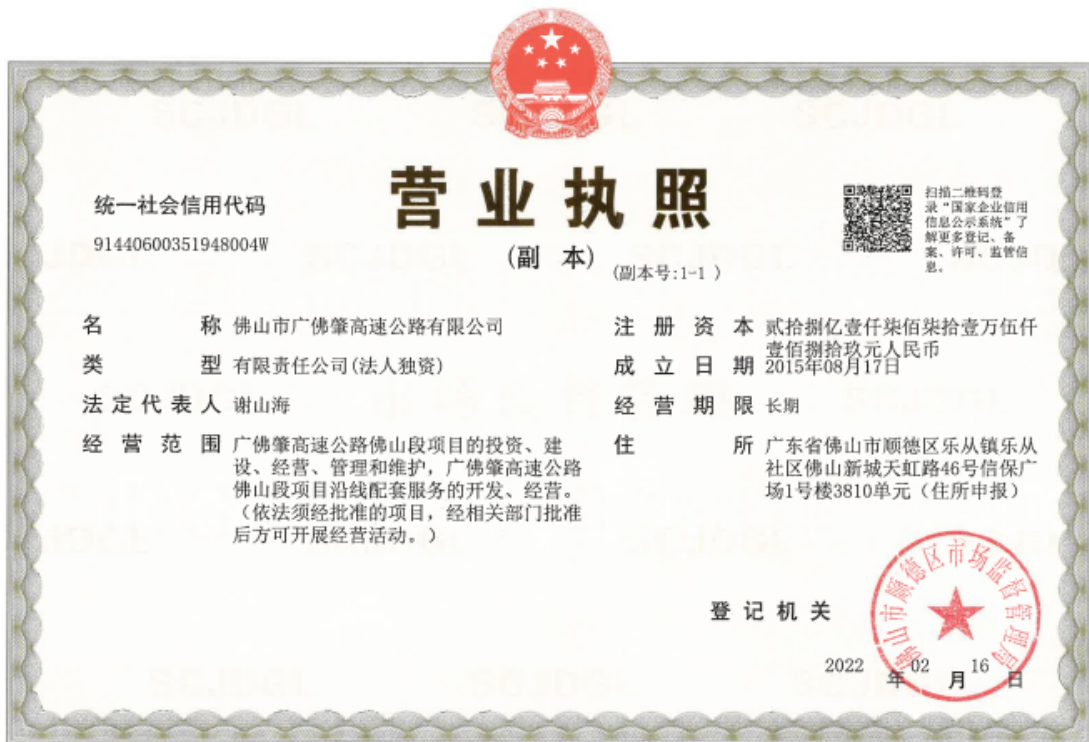 营业执照
(副 本)
(副本号:1-1 )
统一社会信用代码
91440600351948004W
扫描二维码登
录“国家企业信用
信息公示系统”了
解更多登记、备
案、许可、监管信
息。
名 称 佛山市广佛肇高速公路有限公司
类 型 有限责任公司(法人独资)
法定代表人 谢山海
经营范围 广佛肇高速公路佛山段项目的投资、建
设、经营、管理和维护，广佛肇高速公路
佛山段项目沿线配套服务的开发、经营。
（依法须经批准的项目，经相关部门批准
后方可开展经营活动。）
注册资本 贰拾捌亿壹仟柒佰柒拾壹万伍仟
壹佰捌拾玖元人民币
成立日期 2015年08月17日
经营期限 长期
住 所 广东省佛山市顺德区乐从镇乐从
社区佛山新城天虹路46号信保广
场1号楼3810单元（住所申报）
登记机关
佛山市顺德区市场监督管理局
2022 年 02 月 16 日